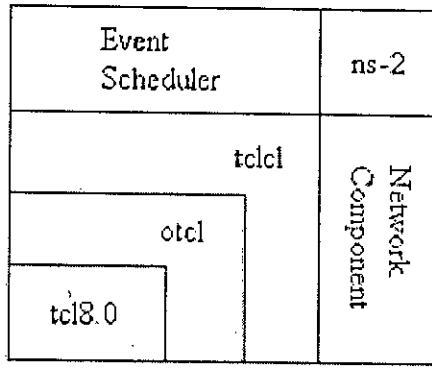 Event
Scheduler
ns-2
tclcl
Network
Component
otcl
tcl8.0